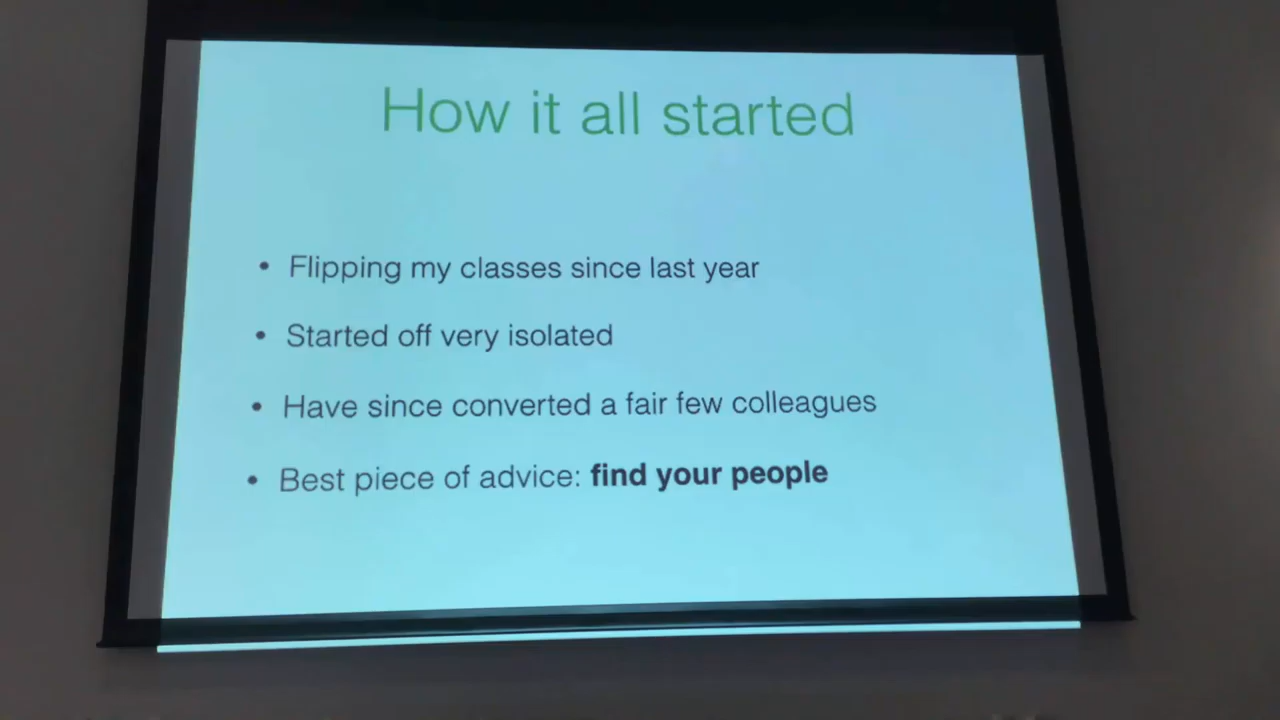 How it all started
• Flipping my classes since last year
• Started off very isolated
• Have since converted a fair few colleagues
• Best piece of advice: find your people